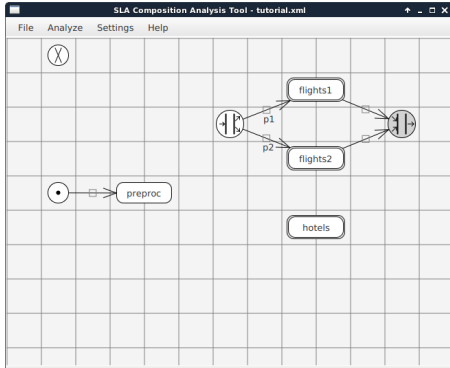 SLA Composition Analysis Tool - tutorial.xml
File Analyze Settings Help
flights1
p1
p2
flights2
preproc
hotels